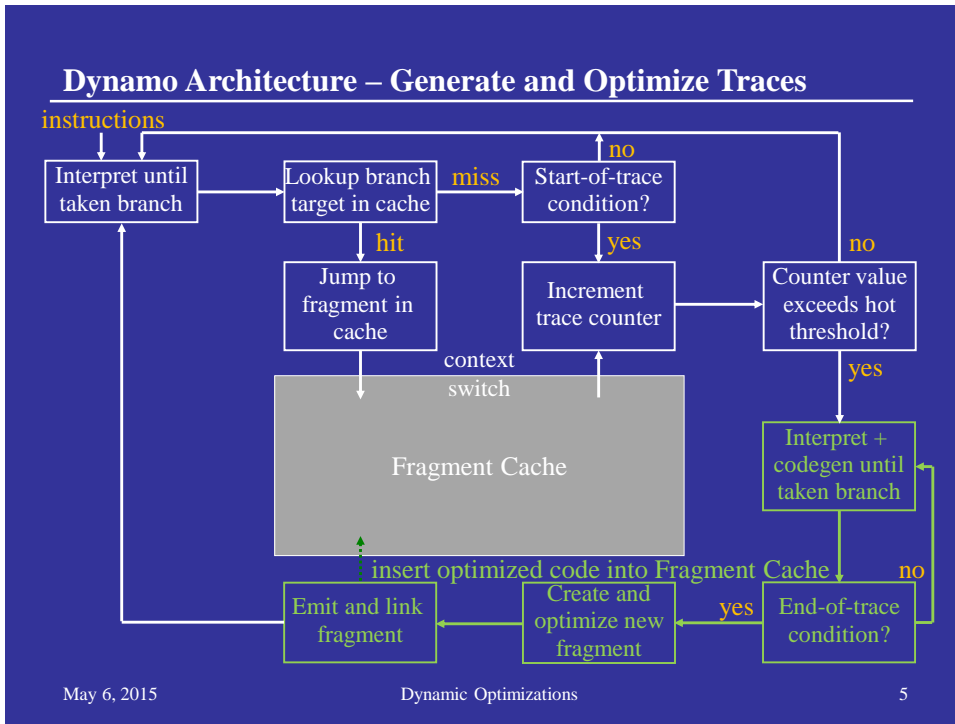 Dynamo Architecture – Generate and Optimize Traces
instructions
Interpret until
taken branch
Lookup branch
target in cache
miss
Start-of-trace
condition?
no
hit
yes
no
Jump to
fragment in
cache
Increment
trace counter
Counter value
exceeds hot
threshold?
context
switch
yes
Fragment Cache
Interpret +
codegen until
taken branch
insert optimized code into Fragment Cache
no
Emit and link
fragment
Create and
optimize new
fragment
yes
End-of-trace
condition?
May 6, 2015
Dynamic Optimizations
5